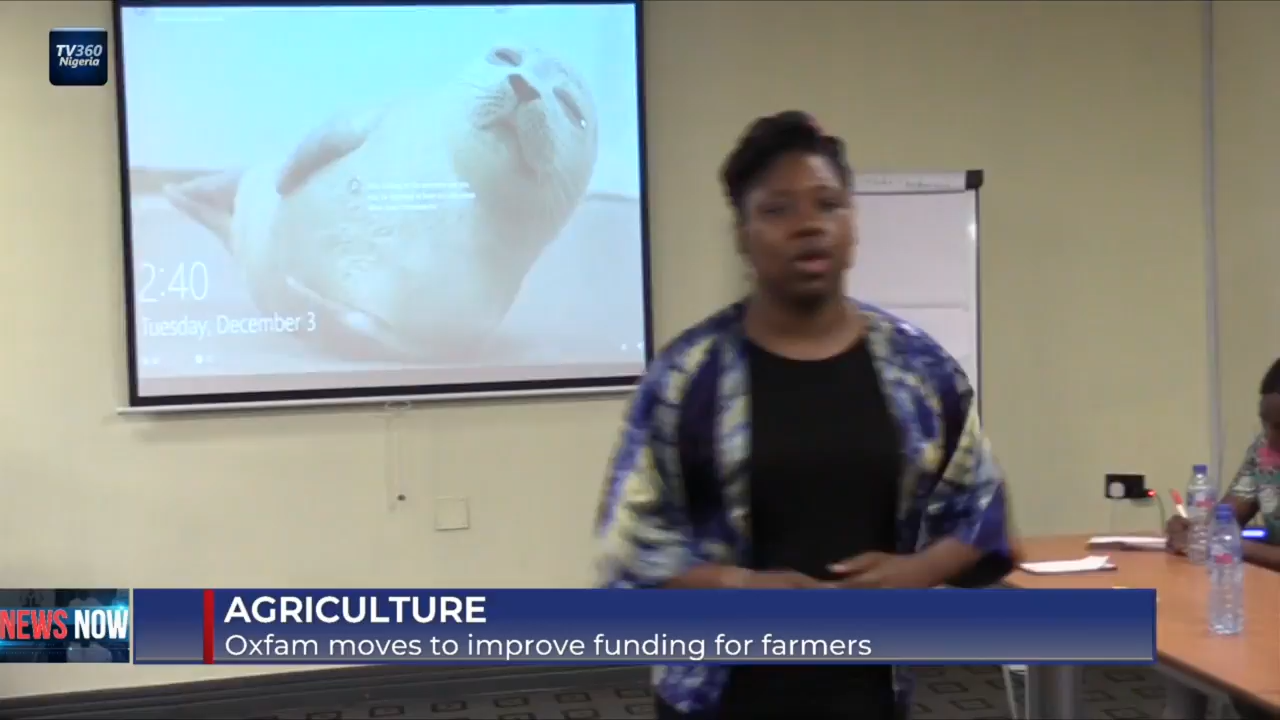 TV360
Nigeria
2:40
Tuesday, December 3
NEWS NOW
AGRICULTURE
Oxfam moves to improve funding for farmers